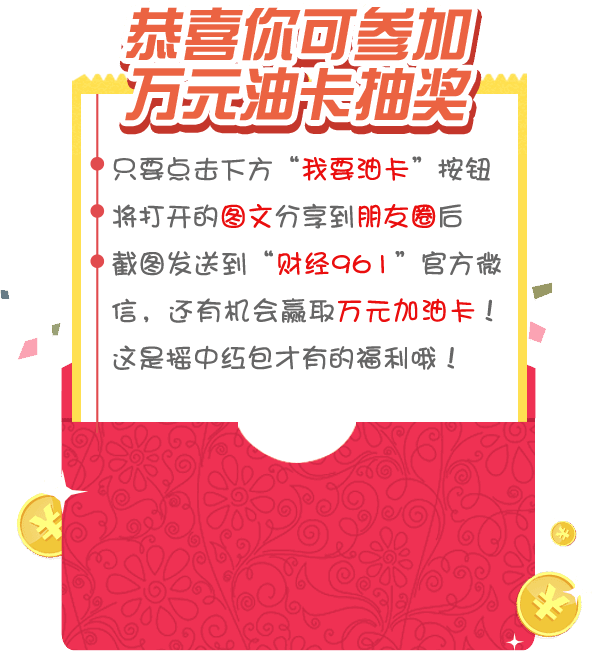 恭喜你可参加
万元油卡抽奖
只要点击下方“我要油卡”按钮
将打开的图文分享到朋友圈后
截图发送到“财经961”官方微
信，还有机会赢取万元加油卡！
这是摇中红包才有的福利哦！